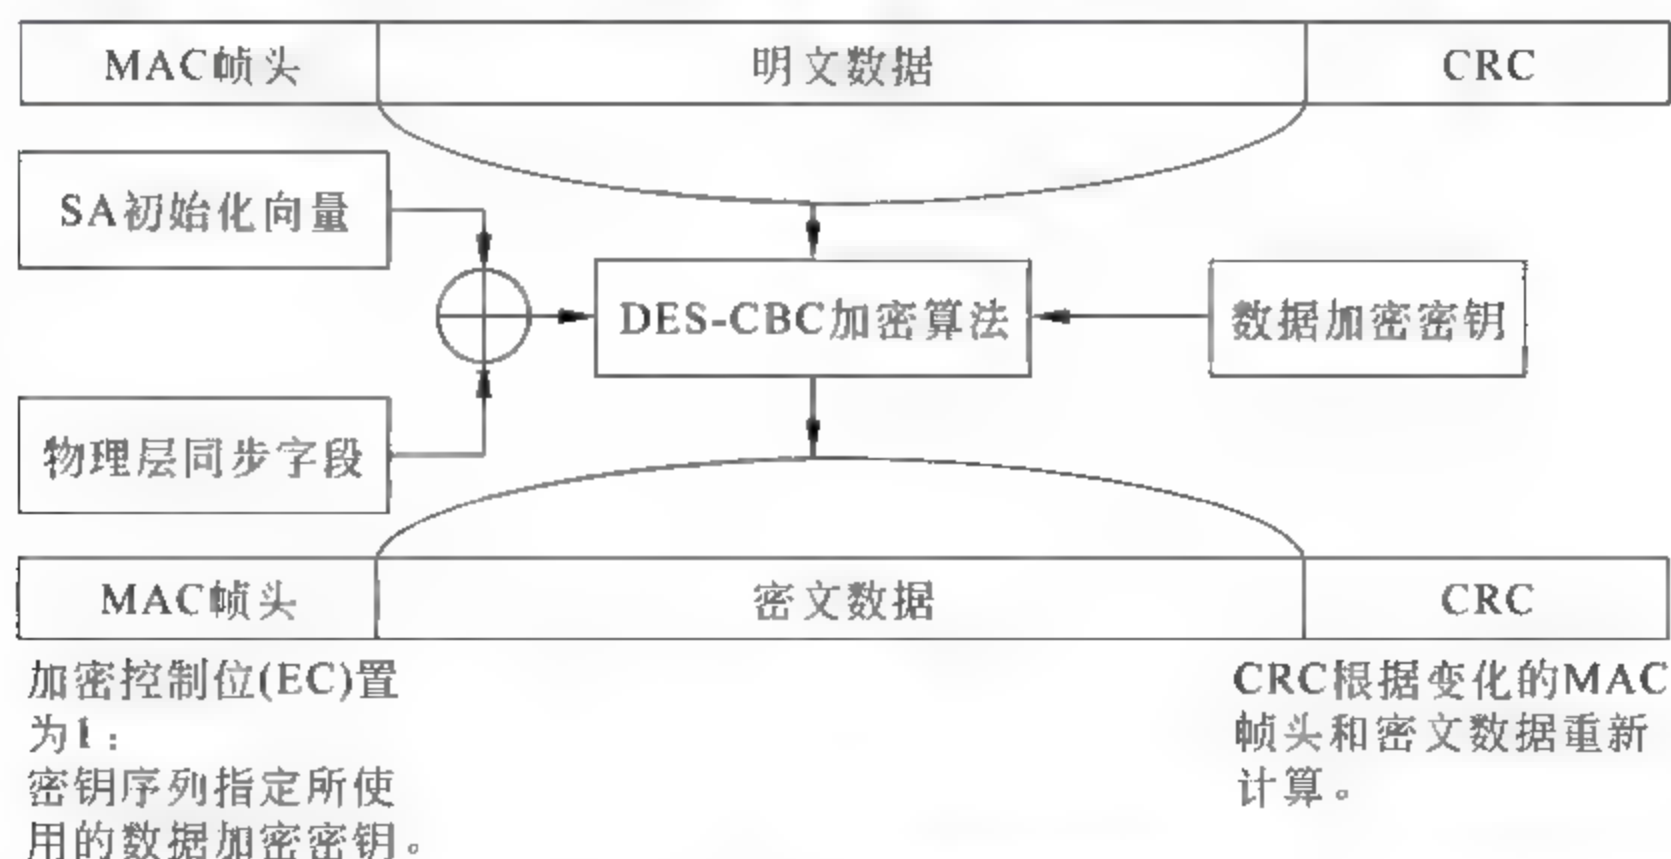 MAC帧头
明文数据
CRC
SA初始化向量
DES-CBC加密算法
数据加密密钥
物理层同步字段
MAC帧头
密文数据
CRC
加密控制位(EC)置
为1：
密钥序列指定所使
用的数据加密密钥。
CRC根据变化的MAC
帧头和密文数据重新
计算。